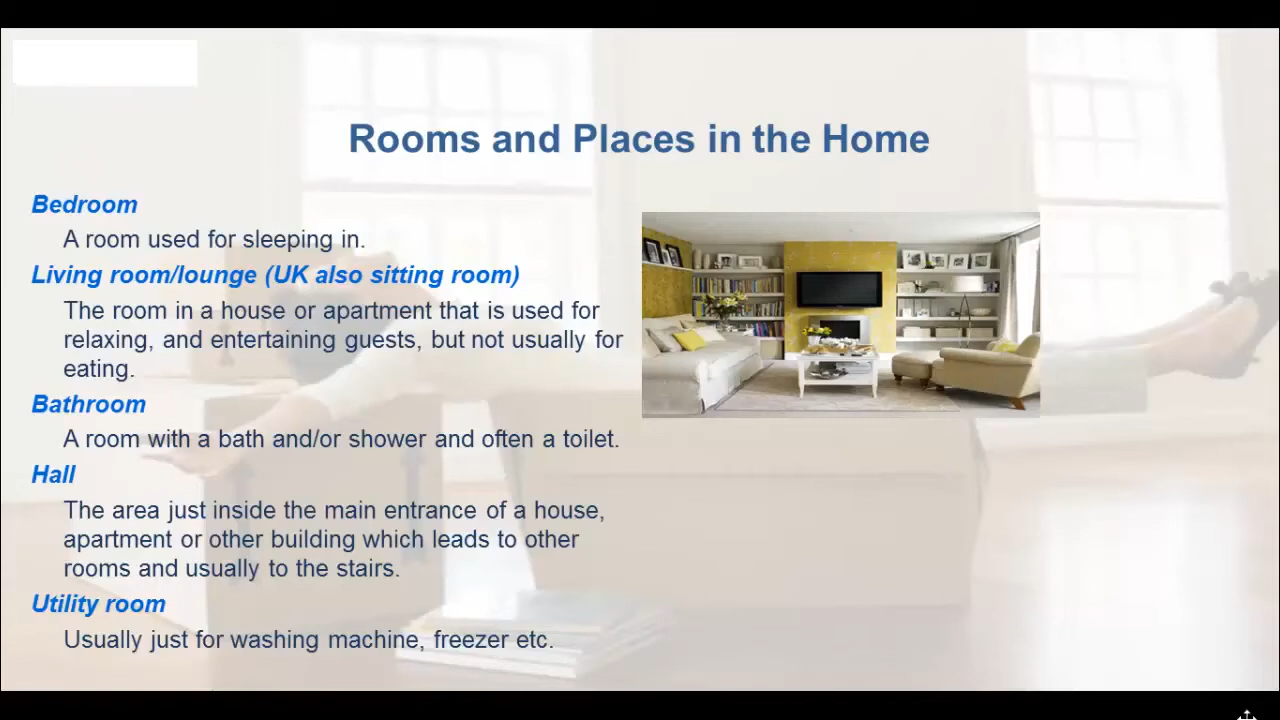 Rooms and Places in the Home
Bedroom
A room used for sleeping in.
Living room/lounge (UK also sitting room)
The room in a house or apartment that is used for
relaxing, and entertaining guests, but not usually for
eating.
Bathroom
A room with a bath and/or shower and often a toilet.
Hall
The area just inside the main entrance of a house,
apartment or other building which leads to other
rooms and usually to the stairs.
Utility room
Usually just for washing machine, freezer etc.